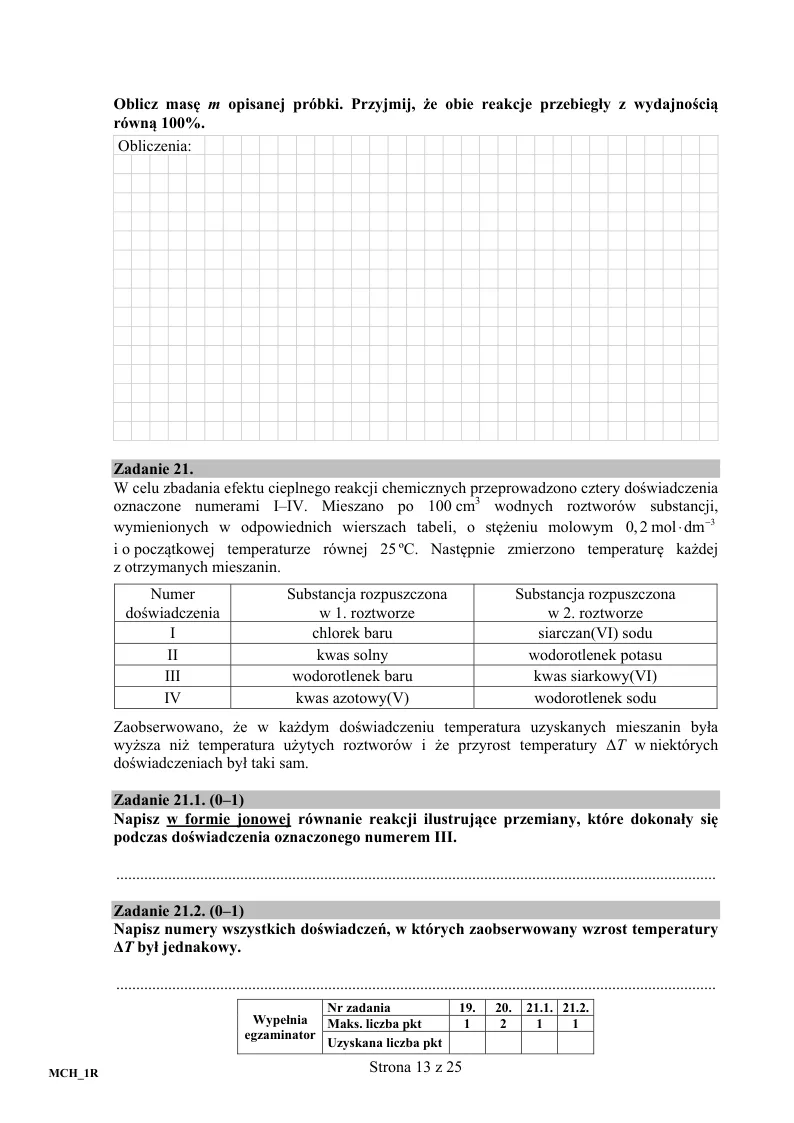 Oblicz masę m opisanej próbki. Przyjmij, że obie reakcje przebiegły z wydajnością
równą 100%.
Obliczenia:
Zadanie 21.
W celu zbadania efektu cieplnego reakcji chemicznych przeprowadzono cztery doświadczenia
oznaczone numerami I–IV. Mieszano po 100 cm³ wodnych roztworów substancji,
wymienionych w odpowiednich wierszach tabeli, o stężeniu molowym 0,2 mol·dm⁻³
i o początkowej temperaturze równej 25 ºC. Następnie zmierzono temperaturę każdej
z otrzymanych mieszanin.
Numer doświadczenia | Substancja rozpuszczona w 1. roztworze | Substancja rozpuszczona w 2. roztworze
I | chlorek baru | siarczan(VI) sodu
II | kwas solny | wodorotlenek potasu
III | wodorotlenek baru | kwas siarkowy(VI)
IV | kwas azotowy(V) | wodorotlenek sodu
Zaobserwowano, że w każdym doświadczeniu temperatura uzyskanych mieszanin była
wyższa niż temperatura użytych roztworów i że przyrost temperatury ΔT w niektórych
doświadczeniach był taki sam.
Zadanie 21.1. (0–1)
Napisz w formie jonowej równanie reakcji ilustrujące przemiany, które dokonały się
podczas doświadczenia oznaczonego numerem III.
Zadanie 21.2. (0–1)
Napisz numery wszystkich doświadczeń, w których zaobserwowany wzrost temperatury
ΔT był jednakowy.
Wypełnia egzaminator | Nr zadania | 19. | 20. | 21.1. | 21.2.
Maks. liczba pkt | 1 | 2 | 1 | 1
Uzyskana liczba pkt
Strona 13 z 25
MCH_1R